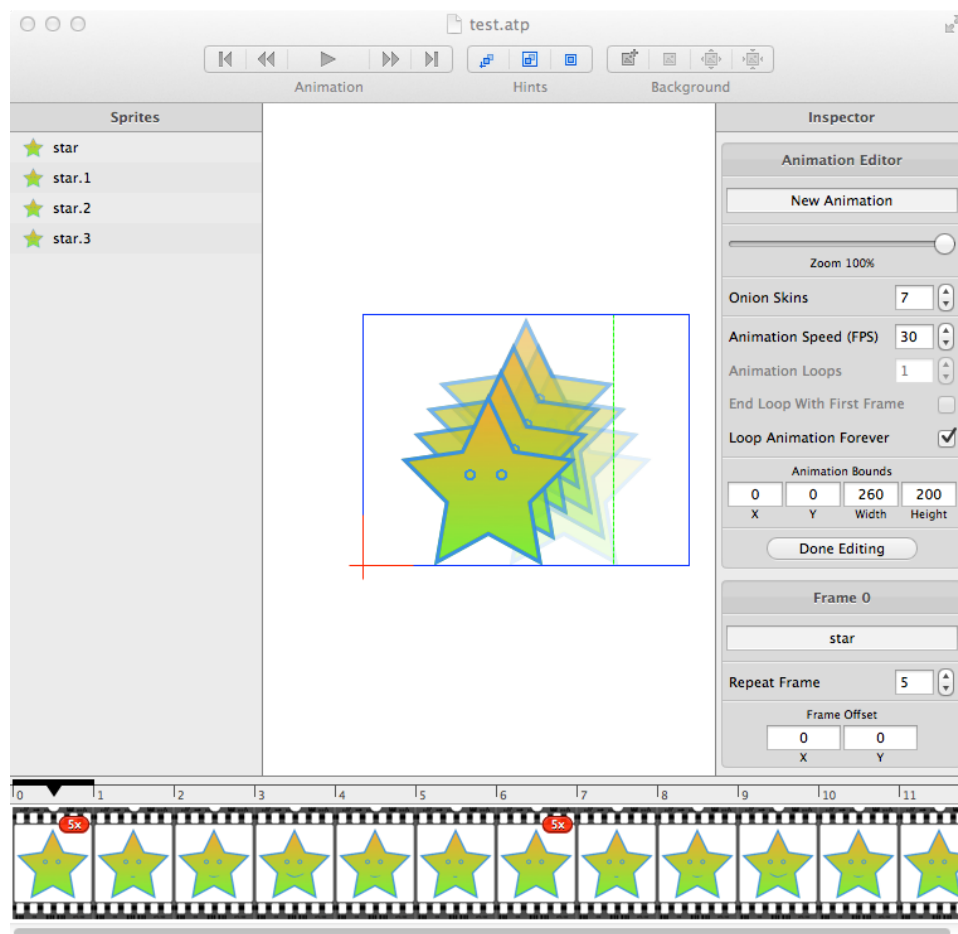 test.atp
Animation Hints Background
Sprites
star
star.1
star.2
star.3
Inspector
Animation Editor
New Animation
Zoom 100%
Onion Skins 7
Animation Speed (FPS) 30
Animation Loops 1
End Loop With First Frame
Loop Animation Forever
Animation Bounds
0 0 260 200
X Y Width Height
Done Editing
Frame 0
star
Repeat Frame 5
Frame Offset
0 0
X Y
0 1 2 3 4 5 6 7 8 9 10 11
5x 5x